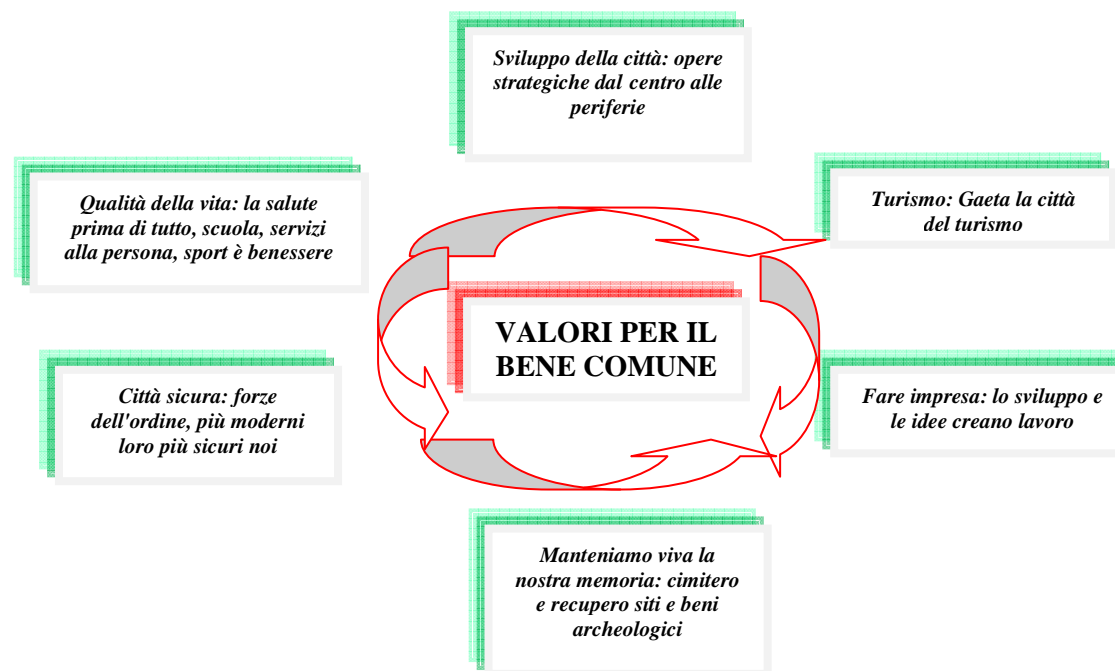 Sviluppo della città: opere
strategiche dal centro alle
periferie
Qualità della vita: la salute
prima di tutto, scuola, servizi
alla persona, sport è benessere
Turismo: Gaeta la città
del turismo
VALORI PER IL
BENE COMUNE
Città sicura: forze
dell'ordine, più moderni
loro più sicuri noi
Fare impresa: lo sviluppo e
le idee creano lavoro
Manteniamo viva la
nostra memoria: cimitero
e recupero siti e beni
archeologici